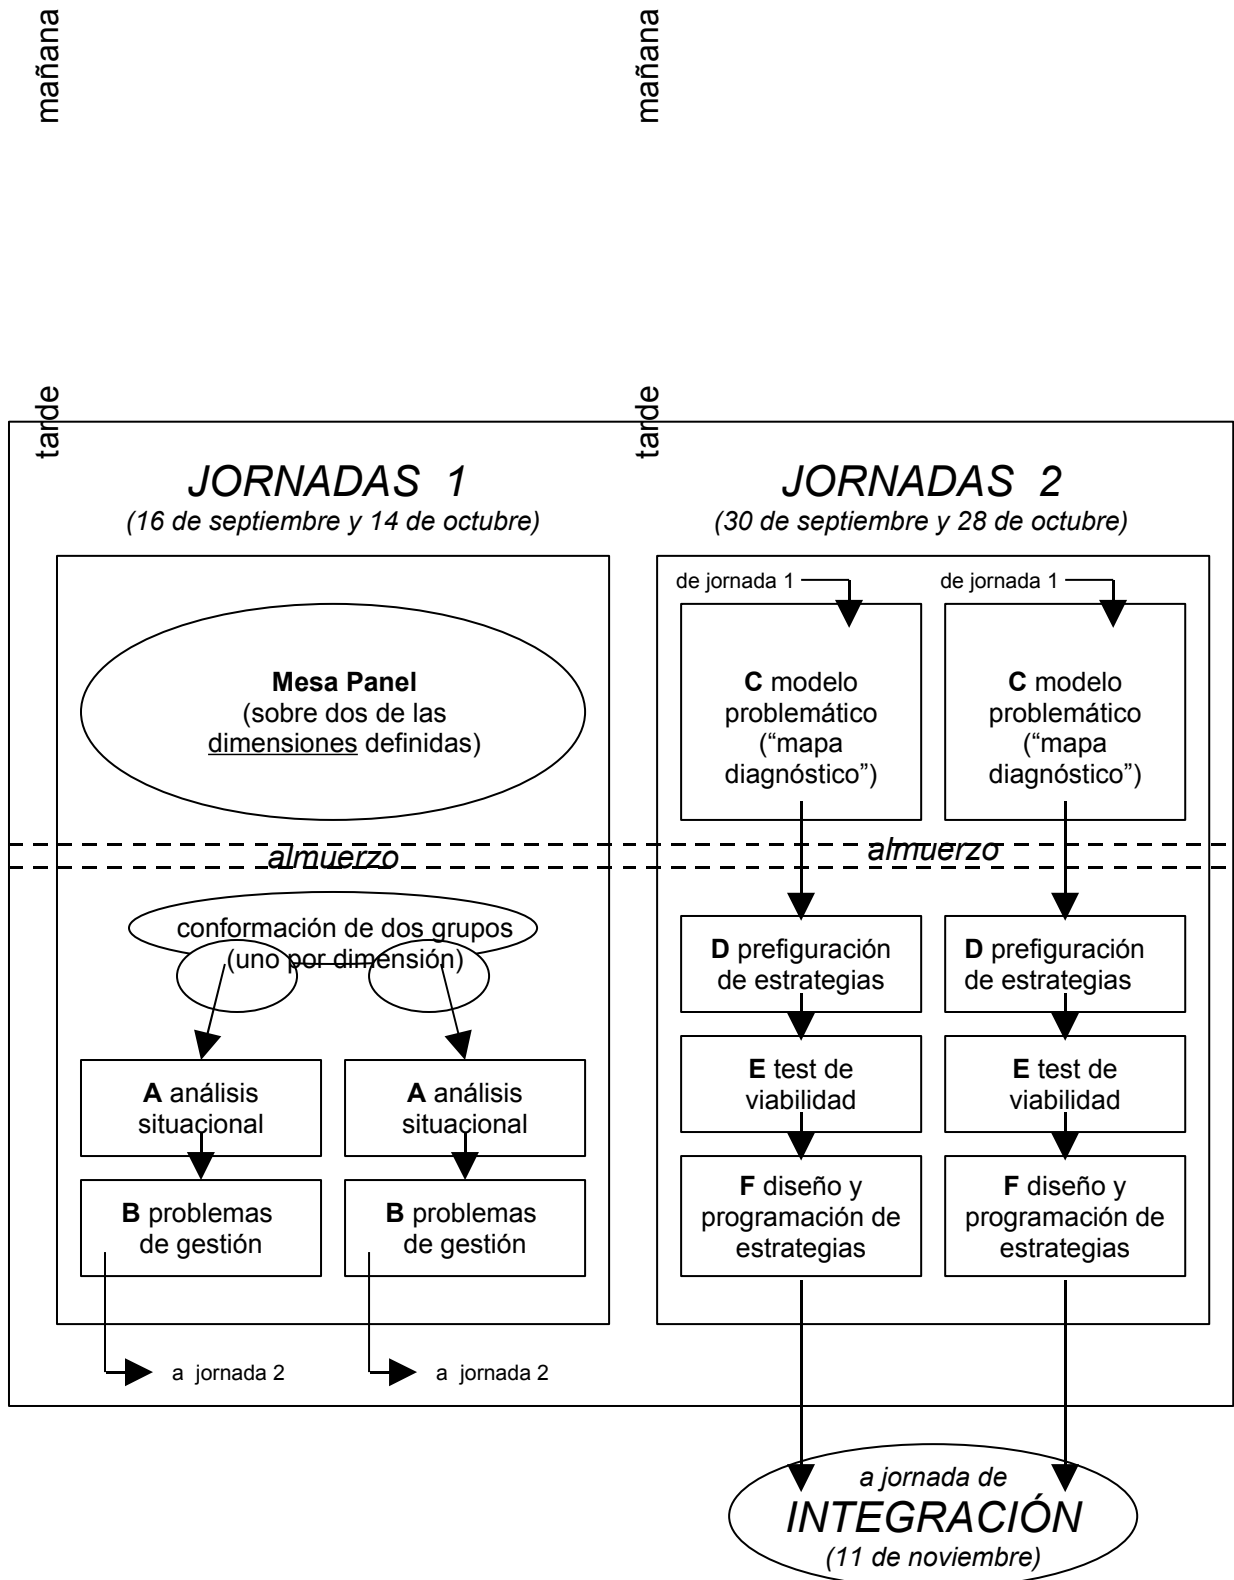 mañana
mañana
tarde
tarde
JORNADAS 1
(16 de septiembre y 14 de octubre)
Mesa Panel
(sobre dos de las
dimensiones definidas)
almuerzo
conformación de dos grupos
(uno por dimensión)
A análisis
situacional
A análisis
situacional
B problemas
de gestión
B problemas
de gestión
a jornada 2
a jornada 2
JORNADAS 2
(30 de septiembre y 28 de octubre)
de jornada 1
de jornada 1
C modelo
problemático
(“mapa
diagnóstico”)
C modelo
problemático
(“mapa
diagnóstico”)
almuerzo
D prefiguración
de estrategias
D prefiguración
de estrategias
E test de
viabilidad
E test de
viabilidad
F diseño y
programación de
estrategias
F diseño y
programación de
estrategias
a jornada de
INTEGRACIÓN
(11 de noviembre)